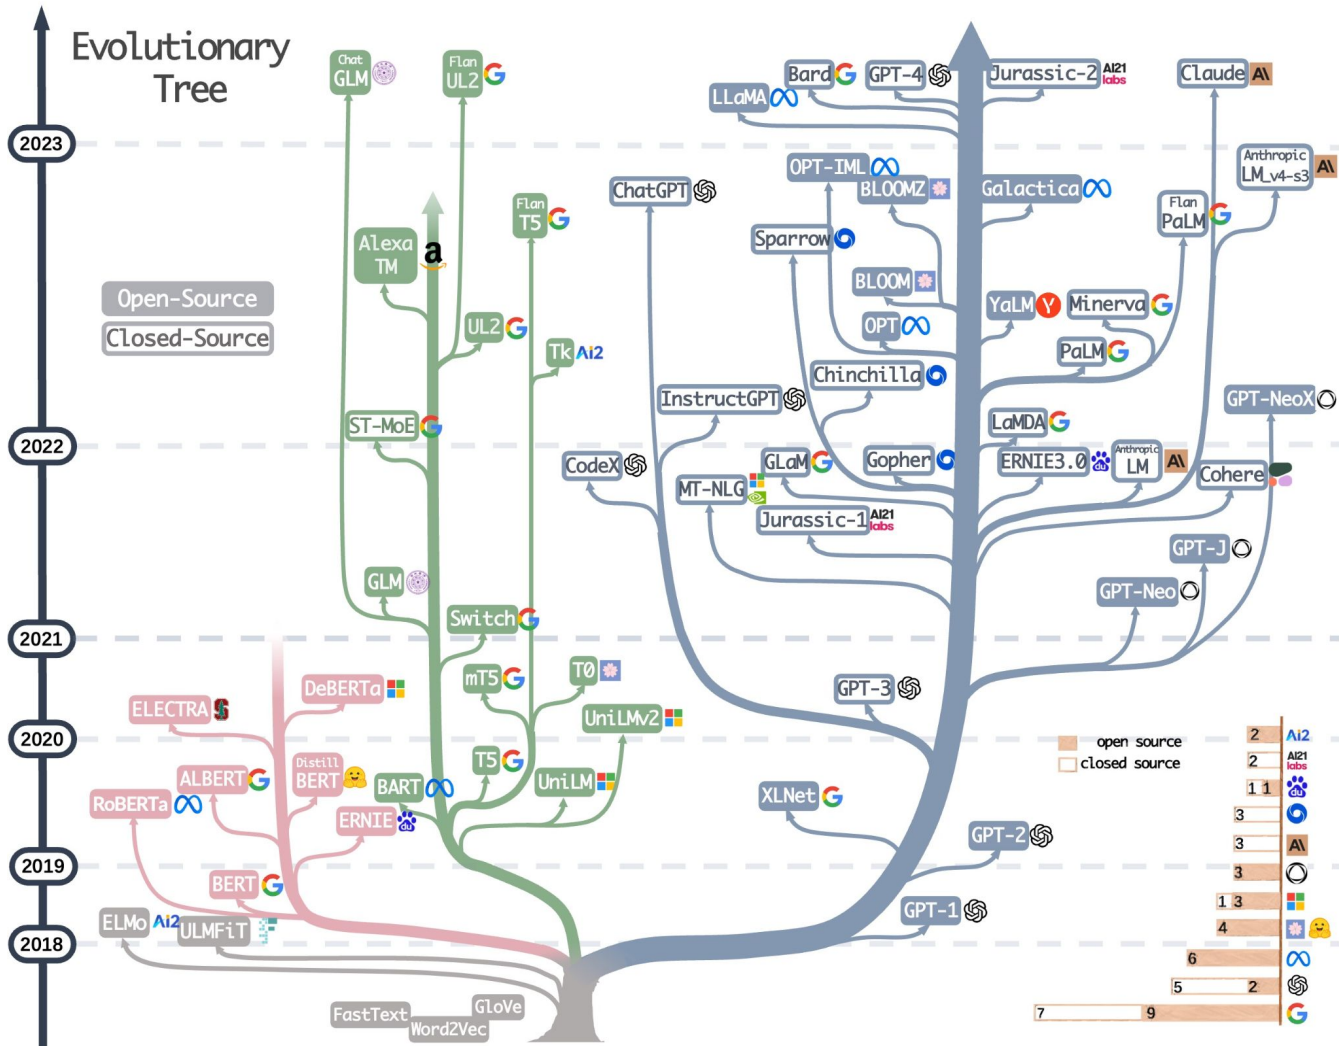 Evolutionary
Tree
2023
2022
2021
2020
2019
2018
Open-Source
Closed-Source
Chat
GLM
Flan
UL2
Bard
GPT-4
Jurassic-2
AI21
labs
Claude
A\
LLaMA
Anthropic
LM_v4-s3
A\
OPT-IML
BLOOMZ
Galactica
ChatGPT
Flan
T5
Flan
PaLM
Alexa
TM
a
Sparrow
BLOOM
YaLM
Y
Minerva
UL2
OPT
Tk
Ai2
PaLM
Chinchilla
InstructGPT
GPT-NeoX
ST-MoE
LaMDA
CodeX
GLaM
Gopher
ERNIE3.0
du
Anthropic
LM
A\
Cohere
MT-NLG
Jurassic-1
AI21
labs
GPT-J
GLM
GPT-Neo
Switch
mT5
T0
DeBERTa
GPT-3
ELECTRA
S
UniLMv2
T5
Distill
BERT
ALBERT
BART
UniLM
RoBERTa
ERNIE
du
XLNet
GPT-2
BERT
GPT-1
ELMo
Ai2
ULMFiT
FastText
Word2Vec
GloVe
open source
closed source
2
Ai2
2
AI21
labs
1 1
du
3
3
A\
3
1 3
4
6
5 2
7 9